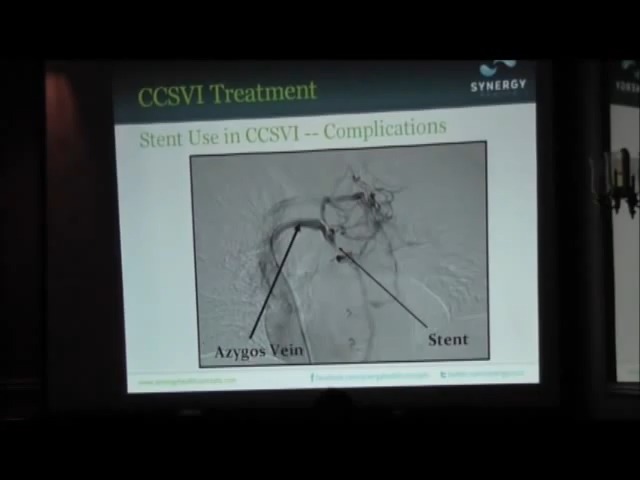 SYNERGY
CCSVI Treatment
Stent Use in CCSVI -- Complications
Azygos Vein
Stent